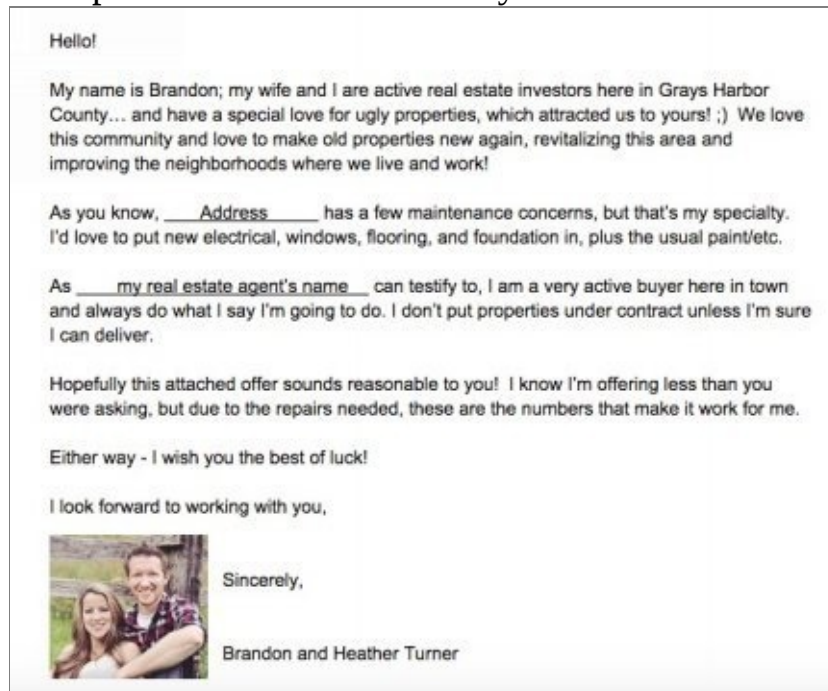 Hello!
My name is Brandon; my wife and I are active real estate investors here in Grays Harbor
County... and have a special love for ugly properties, which attracted us to yours! ;) We love
this community and love to make old properties new again, revitalizing this area and
improving the neighborhoods where we live and work!
As you know, ____Address_____ has a few maintenance concerns, but that's my specialty.
I'd love to put new electrical, windows, flooring, and foundation in, plus the usual paint/etc.
As ____my real estate agent's name__ can testify to, I am a very active buyer here in town
and always do what I say I'm going to do. I don't put properties under contract unless I'm sure
I can deliver.
Hopefully this attached offer sounds reasonable to you! I know I'm offering less than you
were asking, but due to the repairs needed, these are the numbers that make it work for me.
Either way - I wish you the best of luck!
I look forward to working with you,
Sincerely,
Brandon and Heather Turner